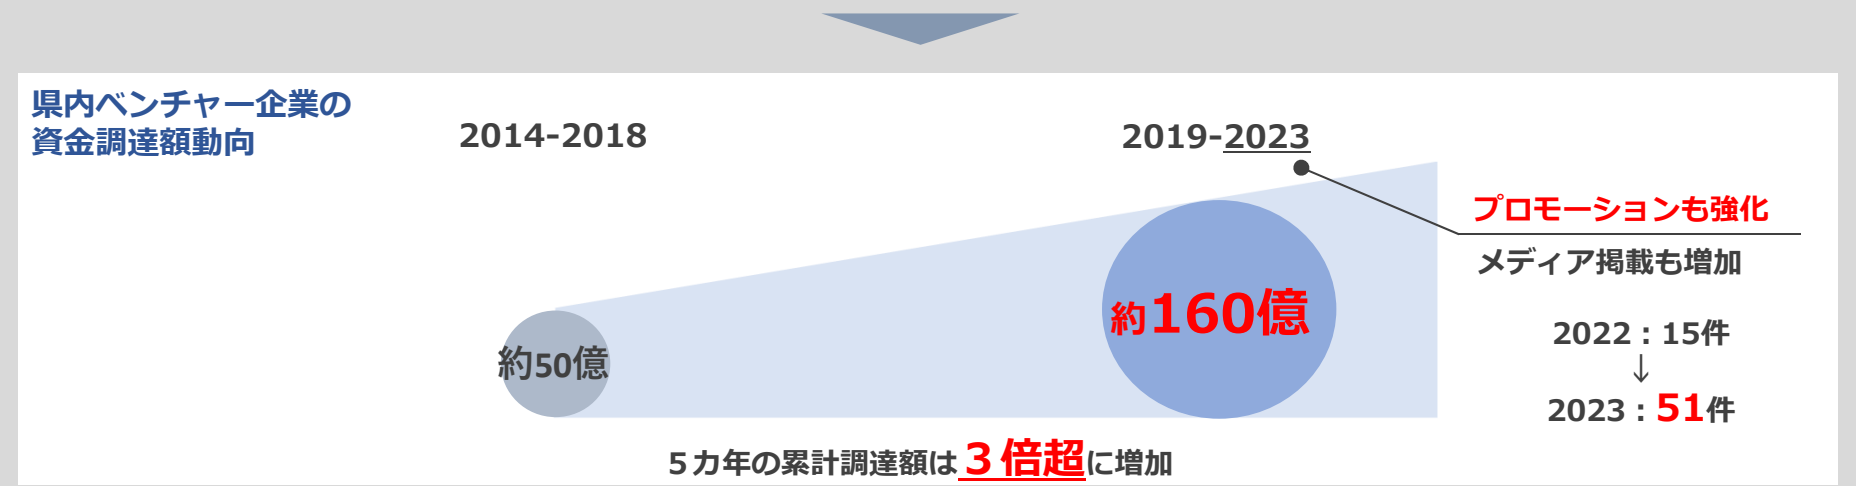 県内ベンチャー企業の
資金調達額動向
2014-2018
2019-2023
プロモーションも強化
メディア掲載も増加
約50億
約160億
2022：15件
↓
2023：51件
５カ年の累計調達額は３倍超に増加